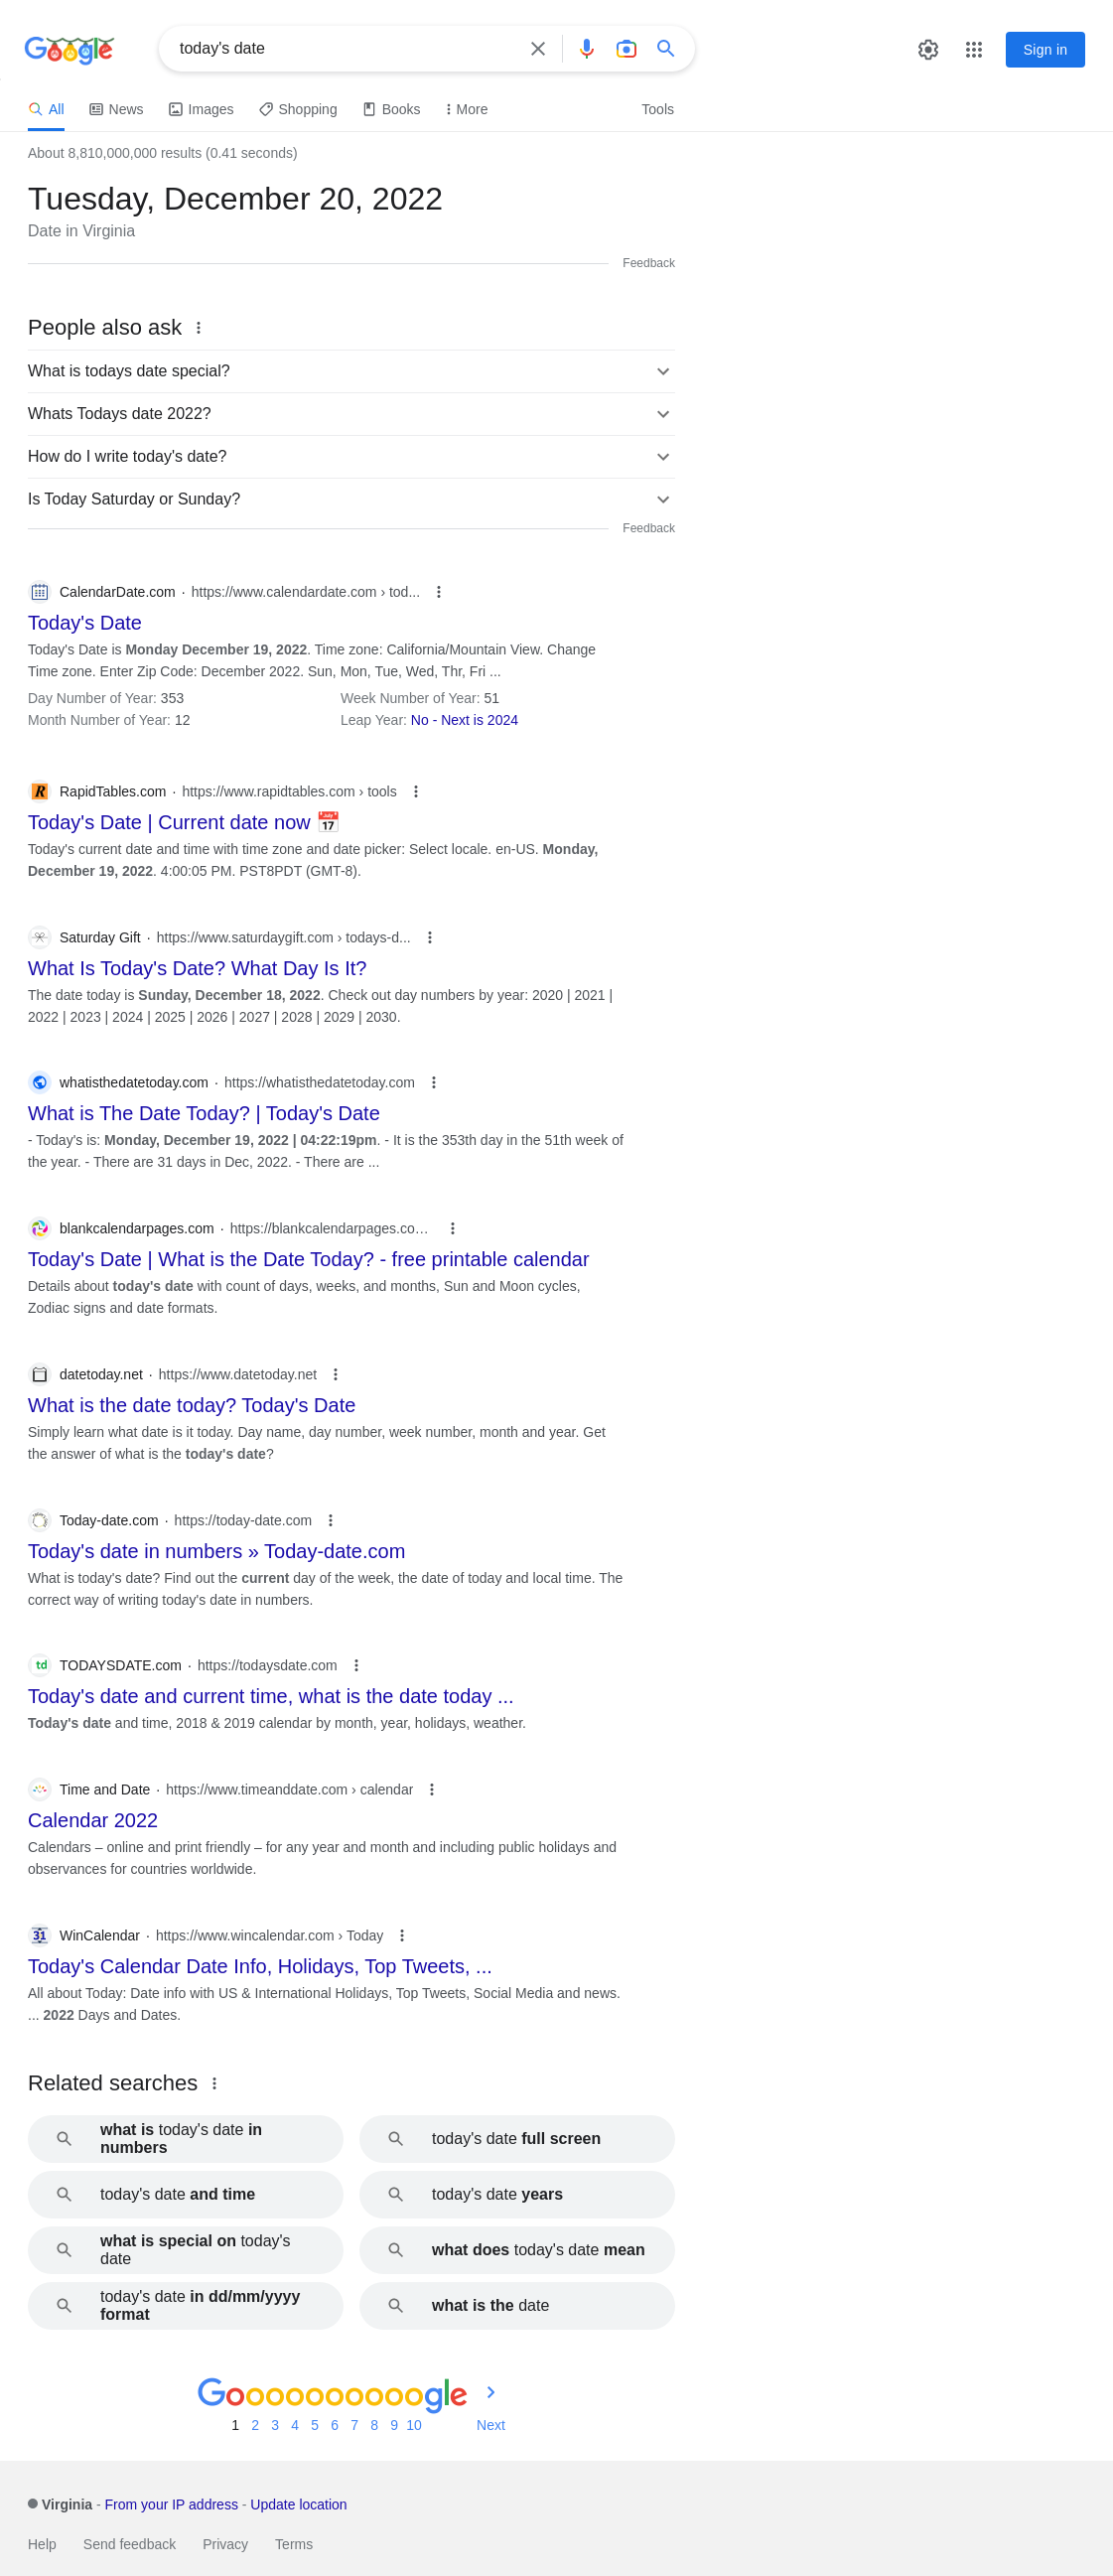 Google
today's date
Sign in
All News Images Shopping Books More Tools
About 8,810,000,000 results (0.41 seconds)
Tuesday, December 20, 2022
Date in Virginia
Feedback
People also ask
What is todays date special?
Whats Todays date 2022?
How do I write today's date?
Is Today Saturday or Sunday?
Feedback
CalendarDate.com · https://www.calendardate.com › tod...
Today's Date
Today's Date is Monday December 19, 2022. Time zone: California/Mountain View. Change
Time zone. Enter Zip Code: December 2022. Sun, Mon, Tue, Wed, Thr, Fri ...
Day Number of Year: 353 Week Number of Year: 51
Month Number of Year: 12 Leap Year: No - Next is 2024
RapidTables.com · https://www.rapidtables.com › tools
Today's Date | Current date now 📅
Today's current date and time with time zone and date picker: Select locale. en-US. Monday,
December 19, 2022. 4:00:05 PM. PST8PDT (GMT-8).
Saturday Gift · https://www.saturdaygift.com › todays-d...
What Is Today's Date? What Day Is It?
The date today is Sunday, December 18, 2022. Check out day numbers by year: 2020 | 2021 |
2022 | 2023 | 2024 | 2025 | 2026 | 2027 | 2028 | 2029 | 2030.
whatisthedatetoday.com · https://whatisthedatetoday.com
What is The Date Today? | Today's Date
- Today's is: Monday, December 19, 2022 | 04:22:19pm. - It is the 353th day in the 51th week of
the year. - There are 31 days in Dec, 2022. - There are ...
blankcalendarpages.com · https://blankcalendarpages.co…
Today's Date | What is the Date Today? - free printable calendar
Details about today's date with count of days, weeks, and months, Sun and Moon cycles,
Zodiac signs and date formats.
datetoday.net · https://www.datetoday.net
What is the date today? Today's Date
Simply learn what date is it today. Day name, day number, week number, month and year. Get
the answer of what is the today's date?
Today-date.com · https://today-date.com
Today's date in numbers » Today-date.com
What is today's date? Find out the current day of the week, the date of today and local time. The
correct way of writing today's date in numbers.
td TODAYSDATE.com · https://todaysdate.com
Today's date and current time, what is the date today ...
Today's date and time, 2018 & 2019 calendar by month, year, holidays, weather.
Time and Date · https://www.timeanddate.com › calendar
Calendar 2022
Calendars – online and print friendly – for any year and month and including public holidays and
observances for countries worldwide.
31 WinCalendar · https://www.wincalendar.com › Today
Today's Calendar Date Info, Holidays, Top Tweets, ...
All about Today: Date info with US & International Holidays, Top Tweets, Social Media and news.
... 2022 Days and Dates.
Related searches
what is today's date in
numbers
today's date full screen
today's date and time
today's date years
what is special on today's
date
what does today's date mean
today's date in dd/mm/yyyy
format
what is the date
Goooooooooogle
1 2 3 4 5 6 7 8 9 10 Next
Virginia - From your IP address - Update location
Help Send feedback Privacy Terms